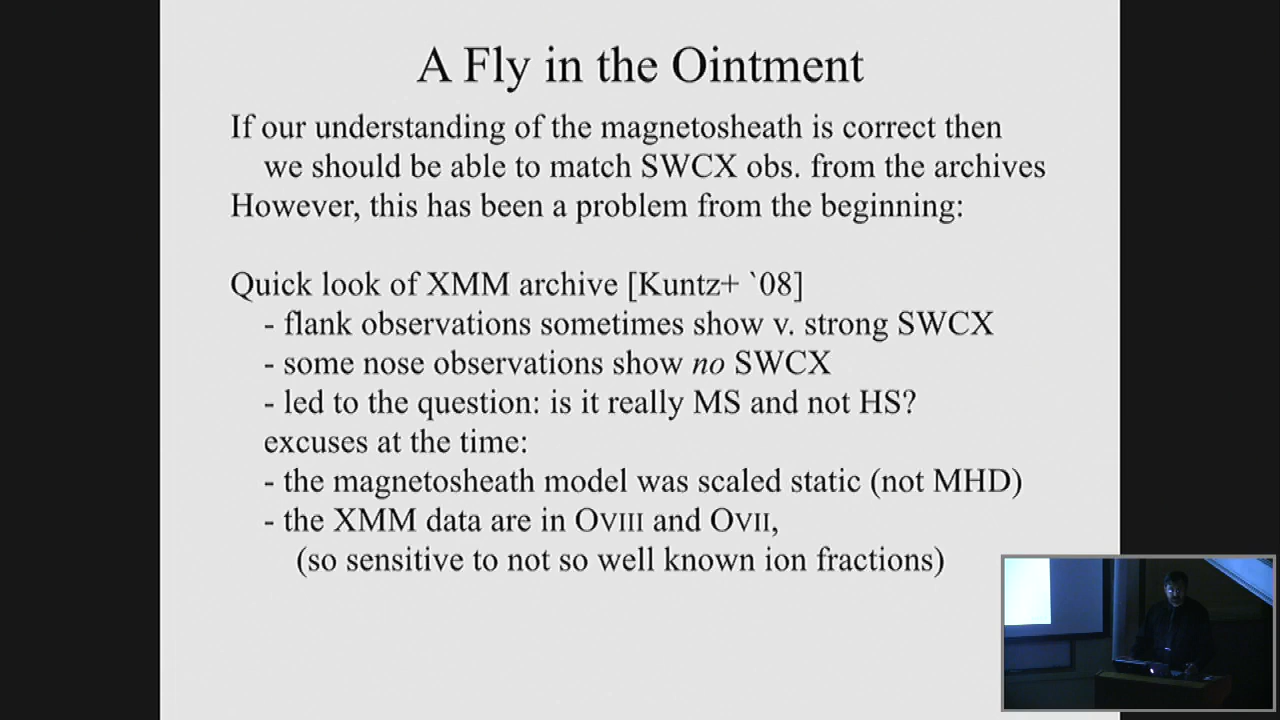 A Fly in the Ointment
If our understanding of the magnetosheath is correct then
we should be able to match SWCX obs. from the archives
However, this has been a problem from the beginning:
Quick look of XMM archive [Kuntz+ `08]
- flank observations sometimes show v. strong SWCX
- some nose observations show no SWCX
- led to the question: is it really MS and not HS?
excuses at the time:
- the magnetosheath model was scaled static (not MHD)
- the XMM data are in OVIII and OVII,
(so sensitive to not so well known ion fractions)